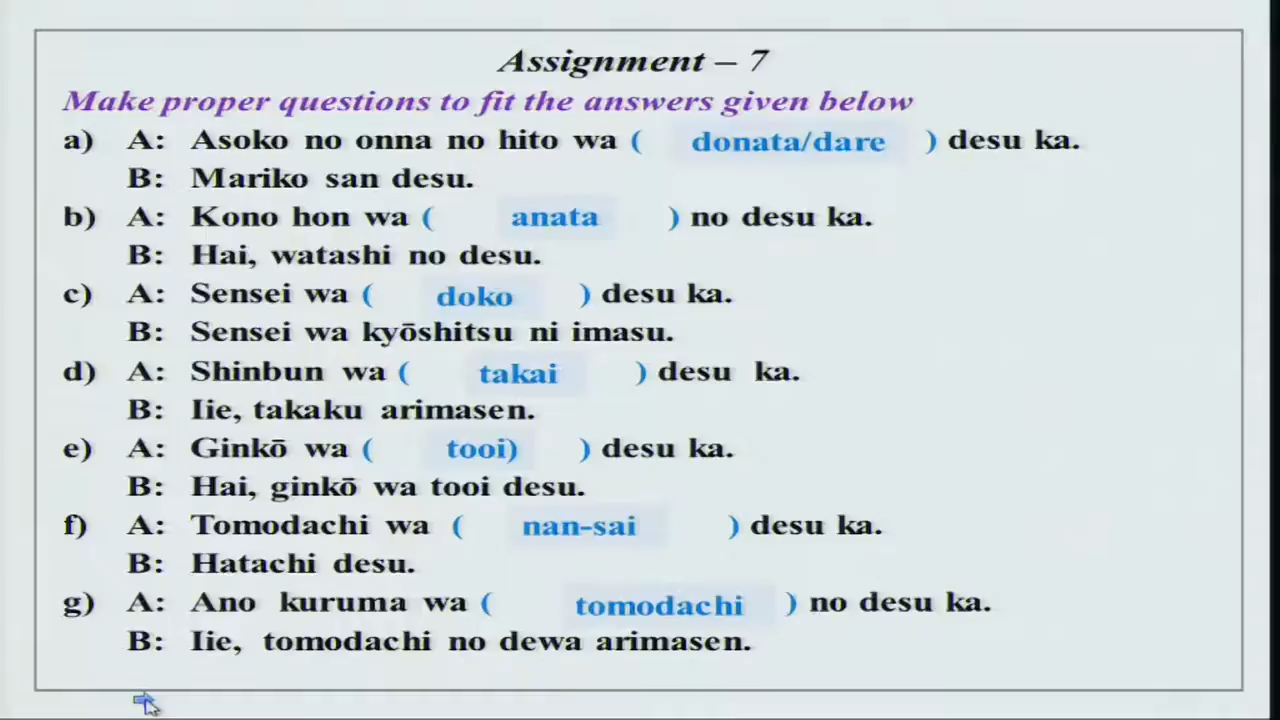 Assignment – 7
Make proper questions to fit the answers given below
a) A: Asoko no onna no hito wa ( donata/dare ) desu ka.
B: Mariko san desu.
b) A: Kono hon wa ( anata ) no desu ka.
B: Hai, watashi no desu.
c) A: Sensei wa ( doko ) desu ka.
B: Sensei wa kyōshitsu ni imasu.
d) A: Shinbun wa ( takai ) desu ka.
B: Iie, takaku arimasen.
e) A: Ginkō wa ( tooi) ) desu ka.
B: Hai, ginkō wa tooi desu.
f) A: Tomodachi wa ( nan-sai ) desu ka.
B: Hatachi desu.
g) A: Ano kuruma wa ( tomodachi ) no desu ka.
B: Iie, tomodachi no dewa arimasen.